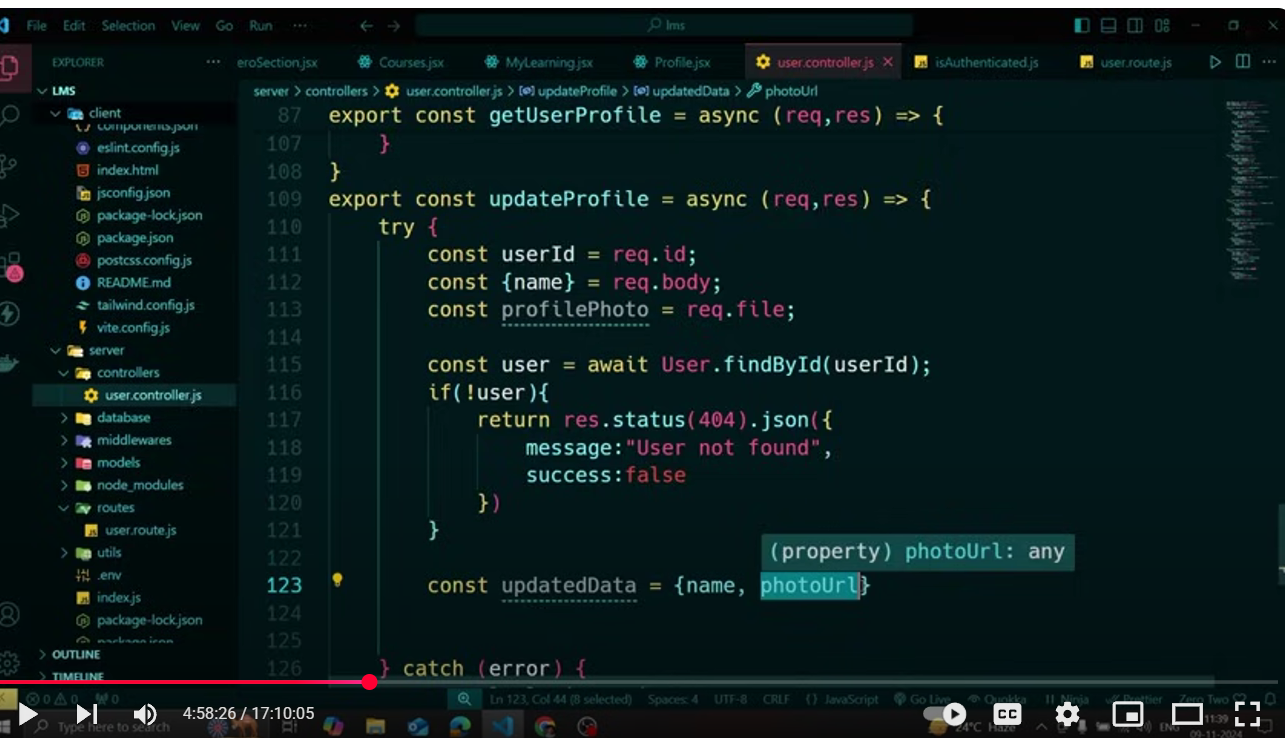 File Edit Selection View Go Run ··· lms
EXPLORER ··· eroSection.jsx Courses.jsx MyLearning.jsx Profile.jsx user.controller.js isAuthenticated.js user.route.js ···
LMS
server > controllers > user.controller.js > updateProfile > updatedData > photoUrl
client
components.json
eslint.config.js
index.html
jsconfig.json
package-lock.json
package.json
postcss.config.js
README.md
tailwind.config.js
vite.config.js
server
controllers
user.controller.js
database
middlewares
models
node_modules
routes
user.route.js
utils
.env
index.js
package-lock.json
package.json
OUTLINE
TIMELINE
87 export const getUserProfile = async (req,res) => {
107 }
108 }
109 export const updateProfile = async (req,res) => {
110 try {
111 const userId = req.id;
112 const {name} = req.body;
113 const profilePhoto = req.file;
114
115 const user = await User.findById(userId);
116 if(!user){
117 return res.status(404).json({
118 message:"User not found",
119 success:false
120 })
121 }
122
(property) photoUrl: any
123 const updatedData = {name, photoUrl}
124
125
126 } catch (error) {
0 0 0 Ln 123, Col 44 (8 selected) Spaces: 4 UTF-8 CRLF {} JavaScript Go Live Quokka Ninja Prettier Zero Two
4:58:26 / 17:10:05
CC
Type here to search 24°C Haze ENG 11:39
09-11-2024